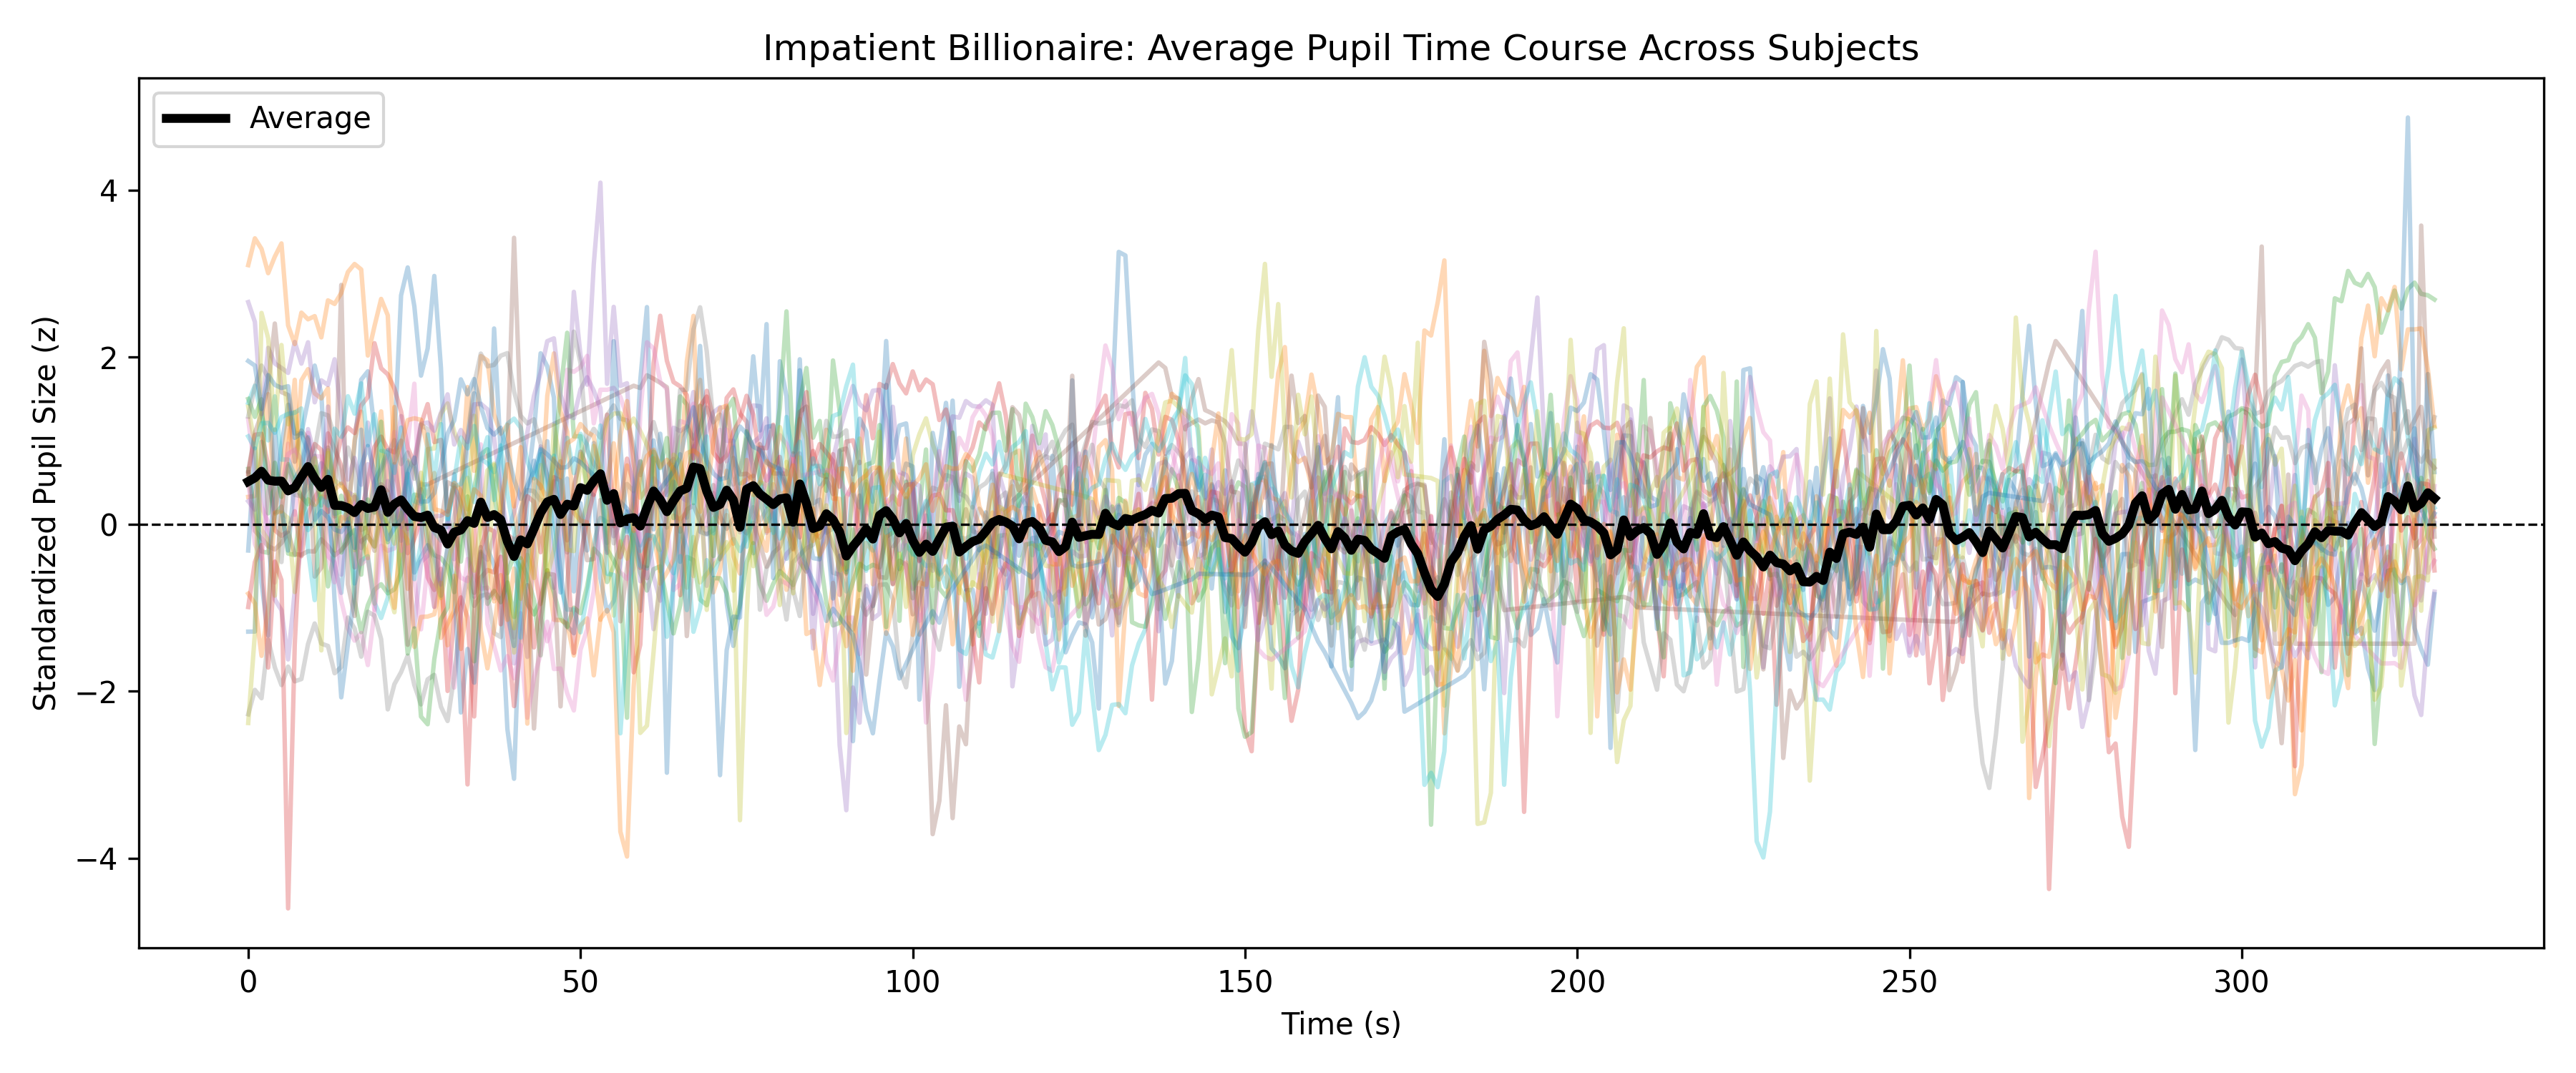 Impatient Billionaire: Average Pupil Time Course Across Subjects
Average
Standardized Pupil Size (z)
4
2
0
−2
−4
0 50 100 150 200 250 300
Time (s)